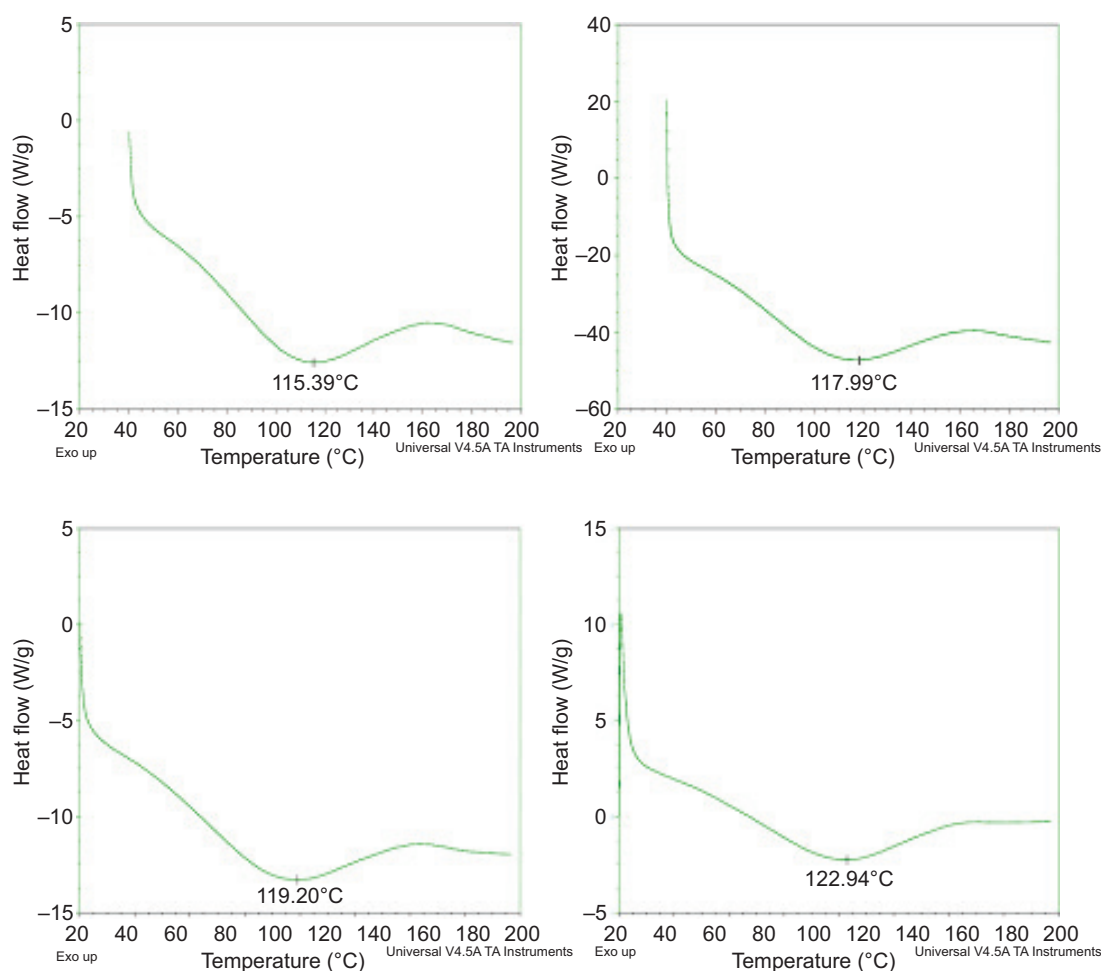 5
0
–5
–10
–15
Heat flow (W/g)
115.39°C
20 40 60 80 100 120 140 160 180 200
Exo up
Temperature (°C)
Universal V4.5A TA Instruments
40
20
0
–20
–40
–60
Heat flow (W/g)
117.99°C
20 40 60 80 100 120 140 160 180 200
Exo up
Temperature (°C)
Universal V4.5A TA Instruments
5
0
–5
–10
–15
Heat flow (W/g)
119.20°C
20 40 60 80 100 120 140 160 180 200
Exo up
Temperature (°C)
Universal V4.5A TA Instruments
15
10
5
0
–5
Heat flow (W/g)
122.94°C
20 40 60 80 100 120 140 160 180 200
Exo up
Temperature (°C)
Universal V4.5A TA Instruments